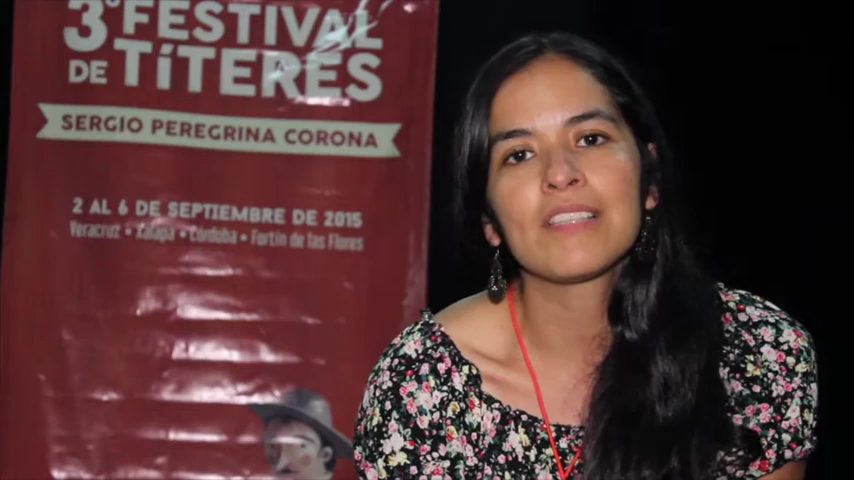 3° FESTIVAL
DE TÍTERES
SERGIO PEREGRINA CORONA
2 AL 6 DE SEPTIEMBRE DE 2015
Veracruz • Xalapa • Córdoba • Fortín de las Flores